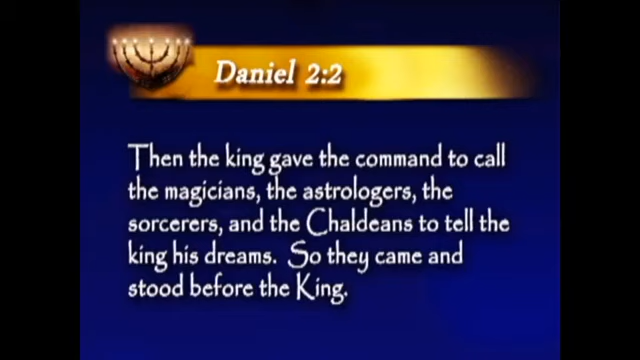 Daniel 2:2
Then the king gave the command to call
the magicians, the astrologers, the
sorcerers, and the Chaldeans to tell the
king his dreams. So they came and
stood before the King.